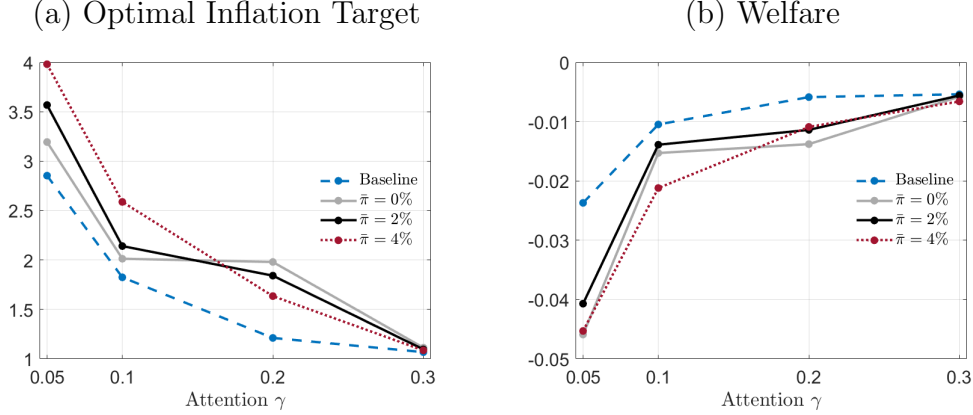 (a) Optimal Inflation Target
4
3.5
3
2.5
2
1.5
1
0.05
0.1
0.2
0.3
Attention γ
Baseline
π̄ = 0%
π̄ = 2%
π̄ = 4%
(b) Welfare
0
-0.01
-0.02
-0.03
-0.04
-0.05
0.05
0.1
0.2
0.3
Attention γ
Baseline
π̄ = 0%
π̄ = 2%
π̄ = 4%